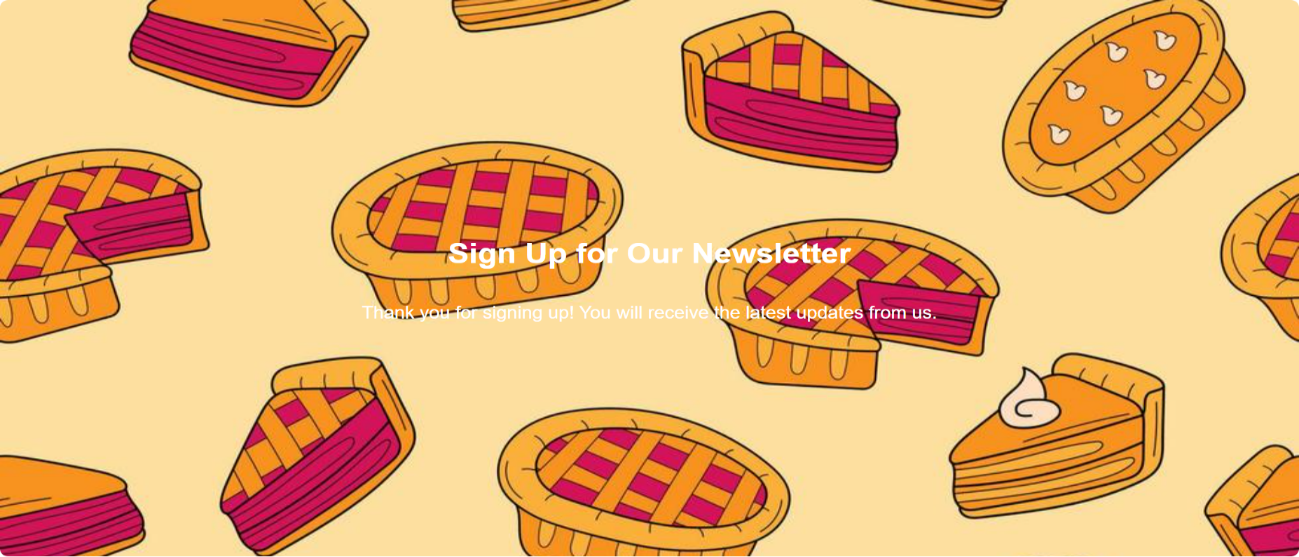 Sign Up for Our Newsletter
Thank you for signing up! You will receive the latest updates from us.